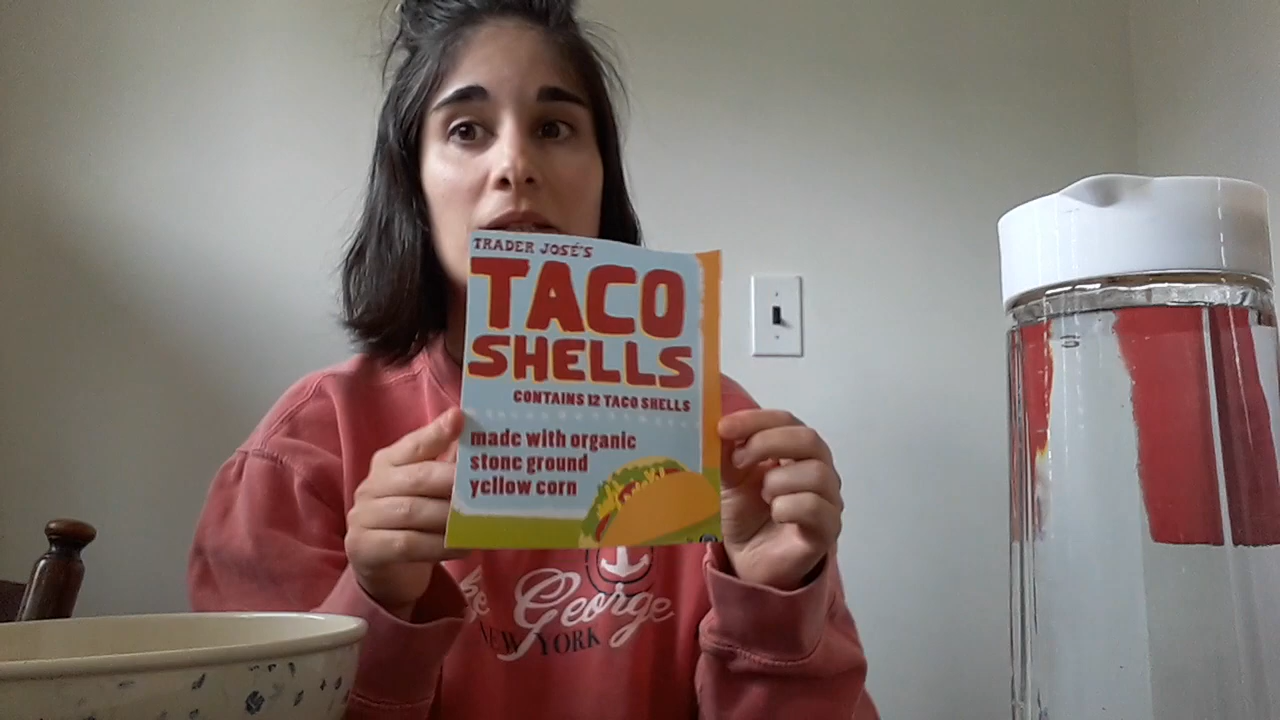 TRADER JOSÉ'S
TACO
SHELLS
CONTAINS 12 TACO SHELLS
made with organic
stone ground
yellow corn
George
NEW YORK